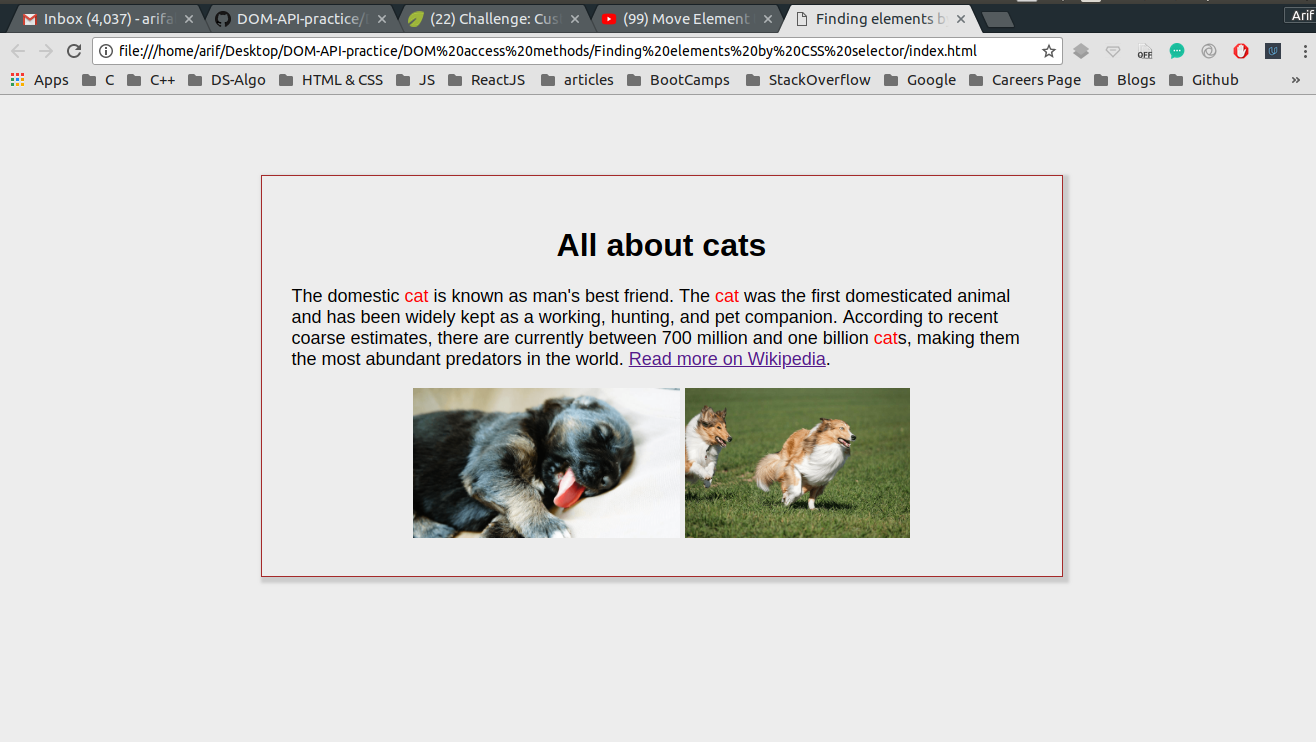 Inbox (4,037) - arifa
DOM-API-practice/
(22) Challenge: Cus
(99) Move Element
Finding elements b
Arif
file:///home/arif/Desktop/DOM-API-practice/DOM%20access%20methods/Finding%20elements%20by%20CSS%20selector/index.html
OFF
Apps C C++ DS-Algo HTML & CSS JS ReactJS articles BootCamps StackOverflow Google Careers Page Blogs Github »
All about cats
The domestic cat is known as man's best friend. The cat was the first domesticated animal
and has been widely kept as a working, hunting, and pet companion. According to recent
coarse estimates, there are currently between 700 million and one billion cats, making them
the most abundant predators in the world. Read more on Wikipedia.